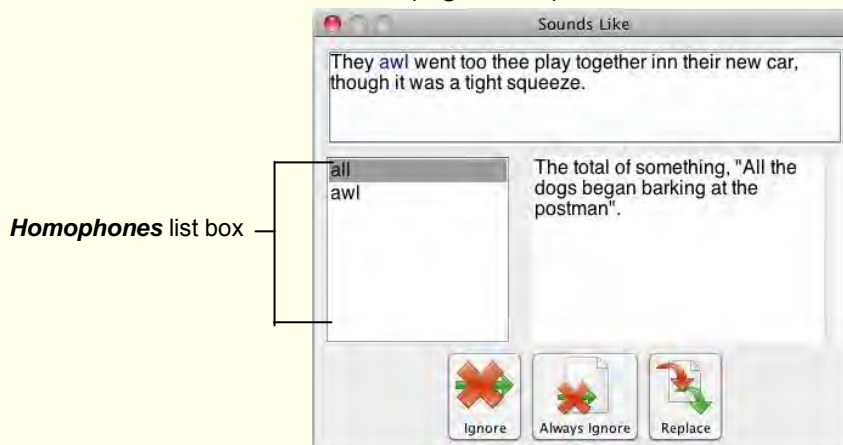 Sounds Like
They awl went too thee play together inn their new car,
though it was a tight squeeze.
all
awl
The total of something, "All the
dogs began barking at the
postman".
Homophones list box
Ignore
Always Ignore
Replace